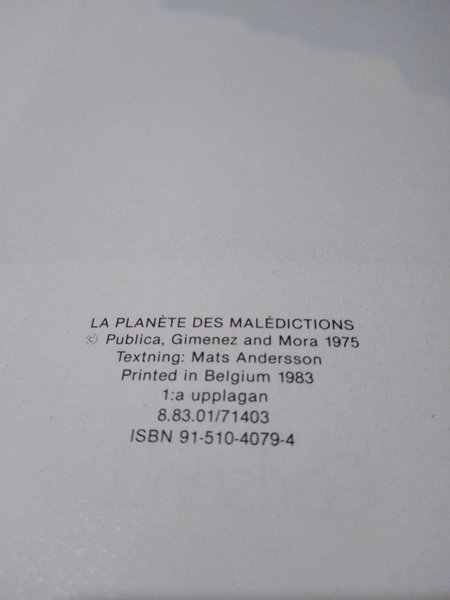 LA PLANÈTE DES MALÉDICTIONS
© Publica, Gimenez and Mora 1975
Textning: Mats Andersson
Printed in Belgium 1983
1:a upplagan
8.83.01/71403
ISBN 91-510-4079-4